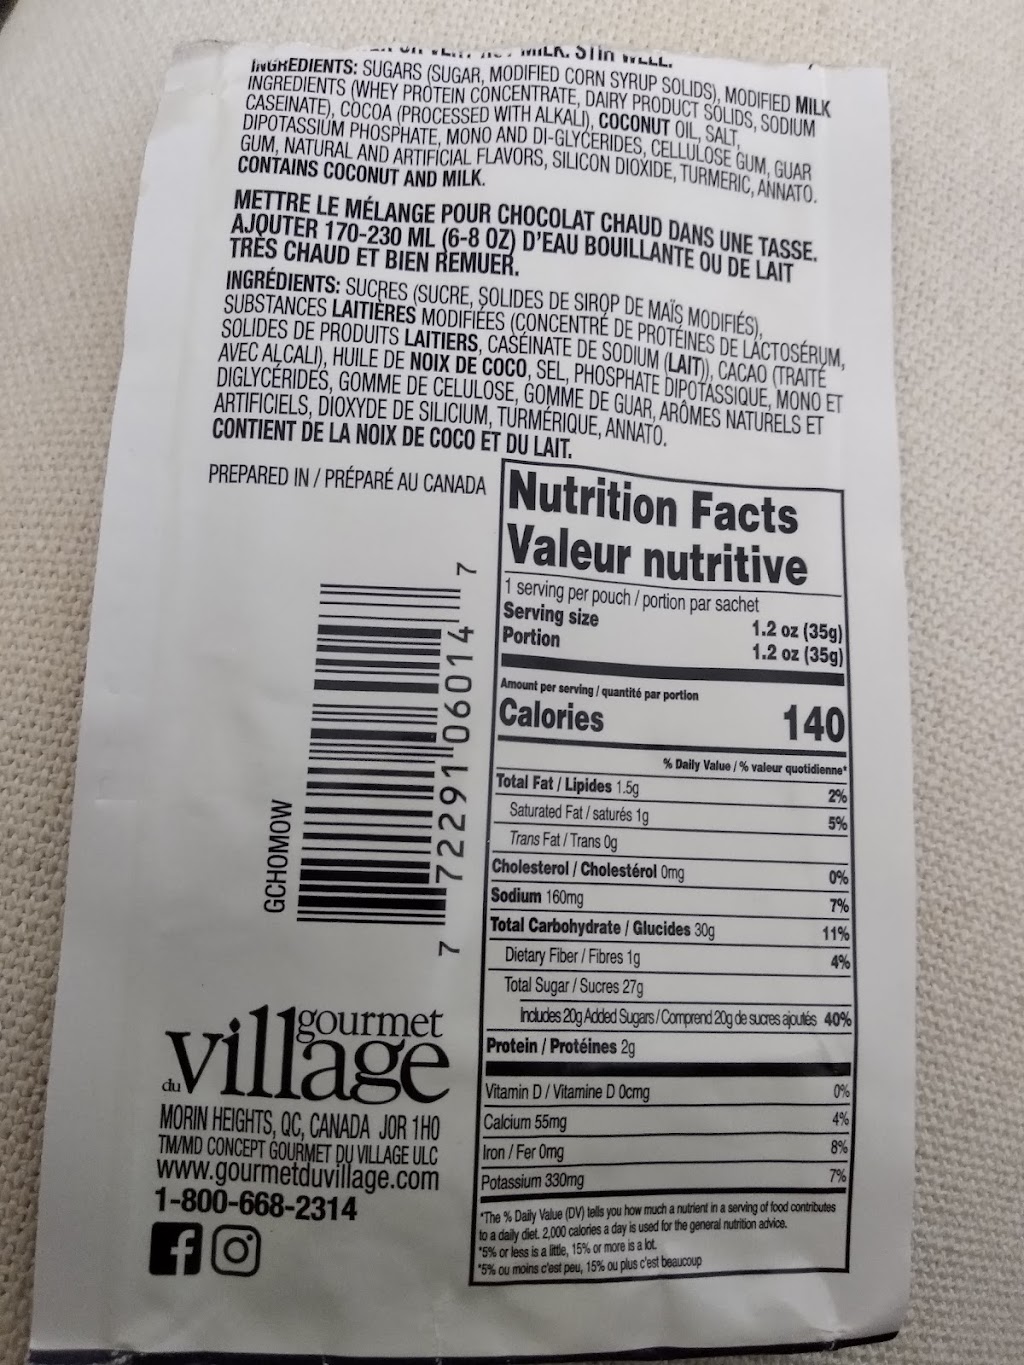 MILK. STIR WELL.
INGREDIENTS: SUGARS (SUGAR, MODIFIED CORN SYRUP SOLIDS), MODIFIED MILK
INGREDIENTS (WHEY PROTEIN CONCENTRATE, DAIRY PRODUCT SOLIDS, SODIUM
CASEINATE), COCOA (PROCESSED WITH ALKALI), COCONUT OIL, SALT,
DIPOTASSIUM PHOSPHATE, MONO AND DI-GLYCERIDES, CELLULOSE GUM, GUAR
GUM, NATURAL AND ARTIFICIAL FLAVORS, SILICON DIOXIDE, TURMERIC, ANNATO.
CONTAINS COCONUT AND MILK.
METTRE LE MÉLANGE POUR CHOCOLAT CHAUD DANS UNE TASSE.
AJOUTER 170-230 ML (6-8 OZ) D'EAU BOUILLANTE OU DE LAIT
TRÈS CHAUD ET BIEN REMUER.
INGRÉDIENTS: SUCRES (SUCRE, SOLIDES DE SIROP DE MAÏS MODIFIÉS),
SUBSTANCES LAITIÈRES MODIFIÉES (CONCENTRÉ DE PROTÉINES DE LACTOSÉRUM,
SOLIDES DE PRODUITS LAITIERS, CASÉINATE DE SODIUM (LAIT)), CACAO (TRAITÉ
AVEC ALCALI), HUILE DE NOIX DE COCO, SEL, PHOSPHATE DIPOTASSIQUE, MONO ET
DIGLYCÉRIDES, GOMME DE CELULOSE, GOMME DE GUAR, ARÔMES NATURELS ET
ARTIFICIELS, DIOXYDE DE SILICIUM, TURMÉRIQUE, ANNATO.
CONTIENT DE LA NOIX DE COCO ET DU LAIT.
PREPARED IN / PRÉPARÉ AU CANADA
GCHOMOW
7 72291 06014 7
gourmet
du village
MORIN HEIGHTS, QC, CANADA J0R 1H0
TM/MD CONCEPT GOURMET DU VILLAGE ULC
www.gourmetduvillage.com
1-800-668-2314
Nutrition Facts
Valeur nutritive
1 serving per pouch / portion par sachet
Serving size 1.2 oz (35g)
Portion 1.2 oz (35g)
Amount per serving / quantité par portion
Calories 140
% Daily Value / % valeur quotidienne*
Total Fat / Lipides 1.5g 2%
Saturated Fat / saturés 1g 5%
Trans Fat / Trans 0g
Cholesterol / Cholestérol 0mg 0%
Sodium 160mg 7%
Total Carbohydrate / Glucides 30g 11%
Dietary Fiber / Fibres 1g 4%
Total Sugar / Sucres 27g
Includes 20g Added Sugars / Comprend 20g de sucres ajoutés 40%
Protein / Protéines 2g
Vitamin D / Vitamine D 0cmg 0%
Calcium 55mg 4%
Iron / Fer 0mg 8%
Potassium 330mg 7%
*The % Daily Value (DV) tells you how much a nutrient in a serving of food contributes
to a daily diet. 2,000 calories a day is used for the general nutrition advice.
*5% or less is a little, 15% or more is a lot.
*5% ou moins c'est peu, 15% ou plus c'est beaucoup